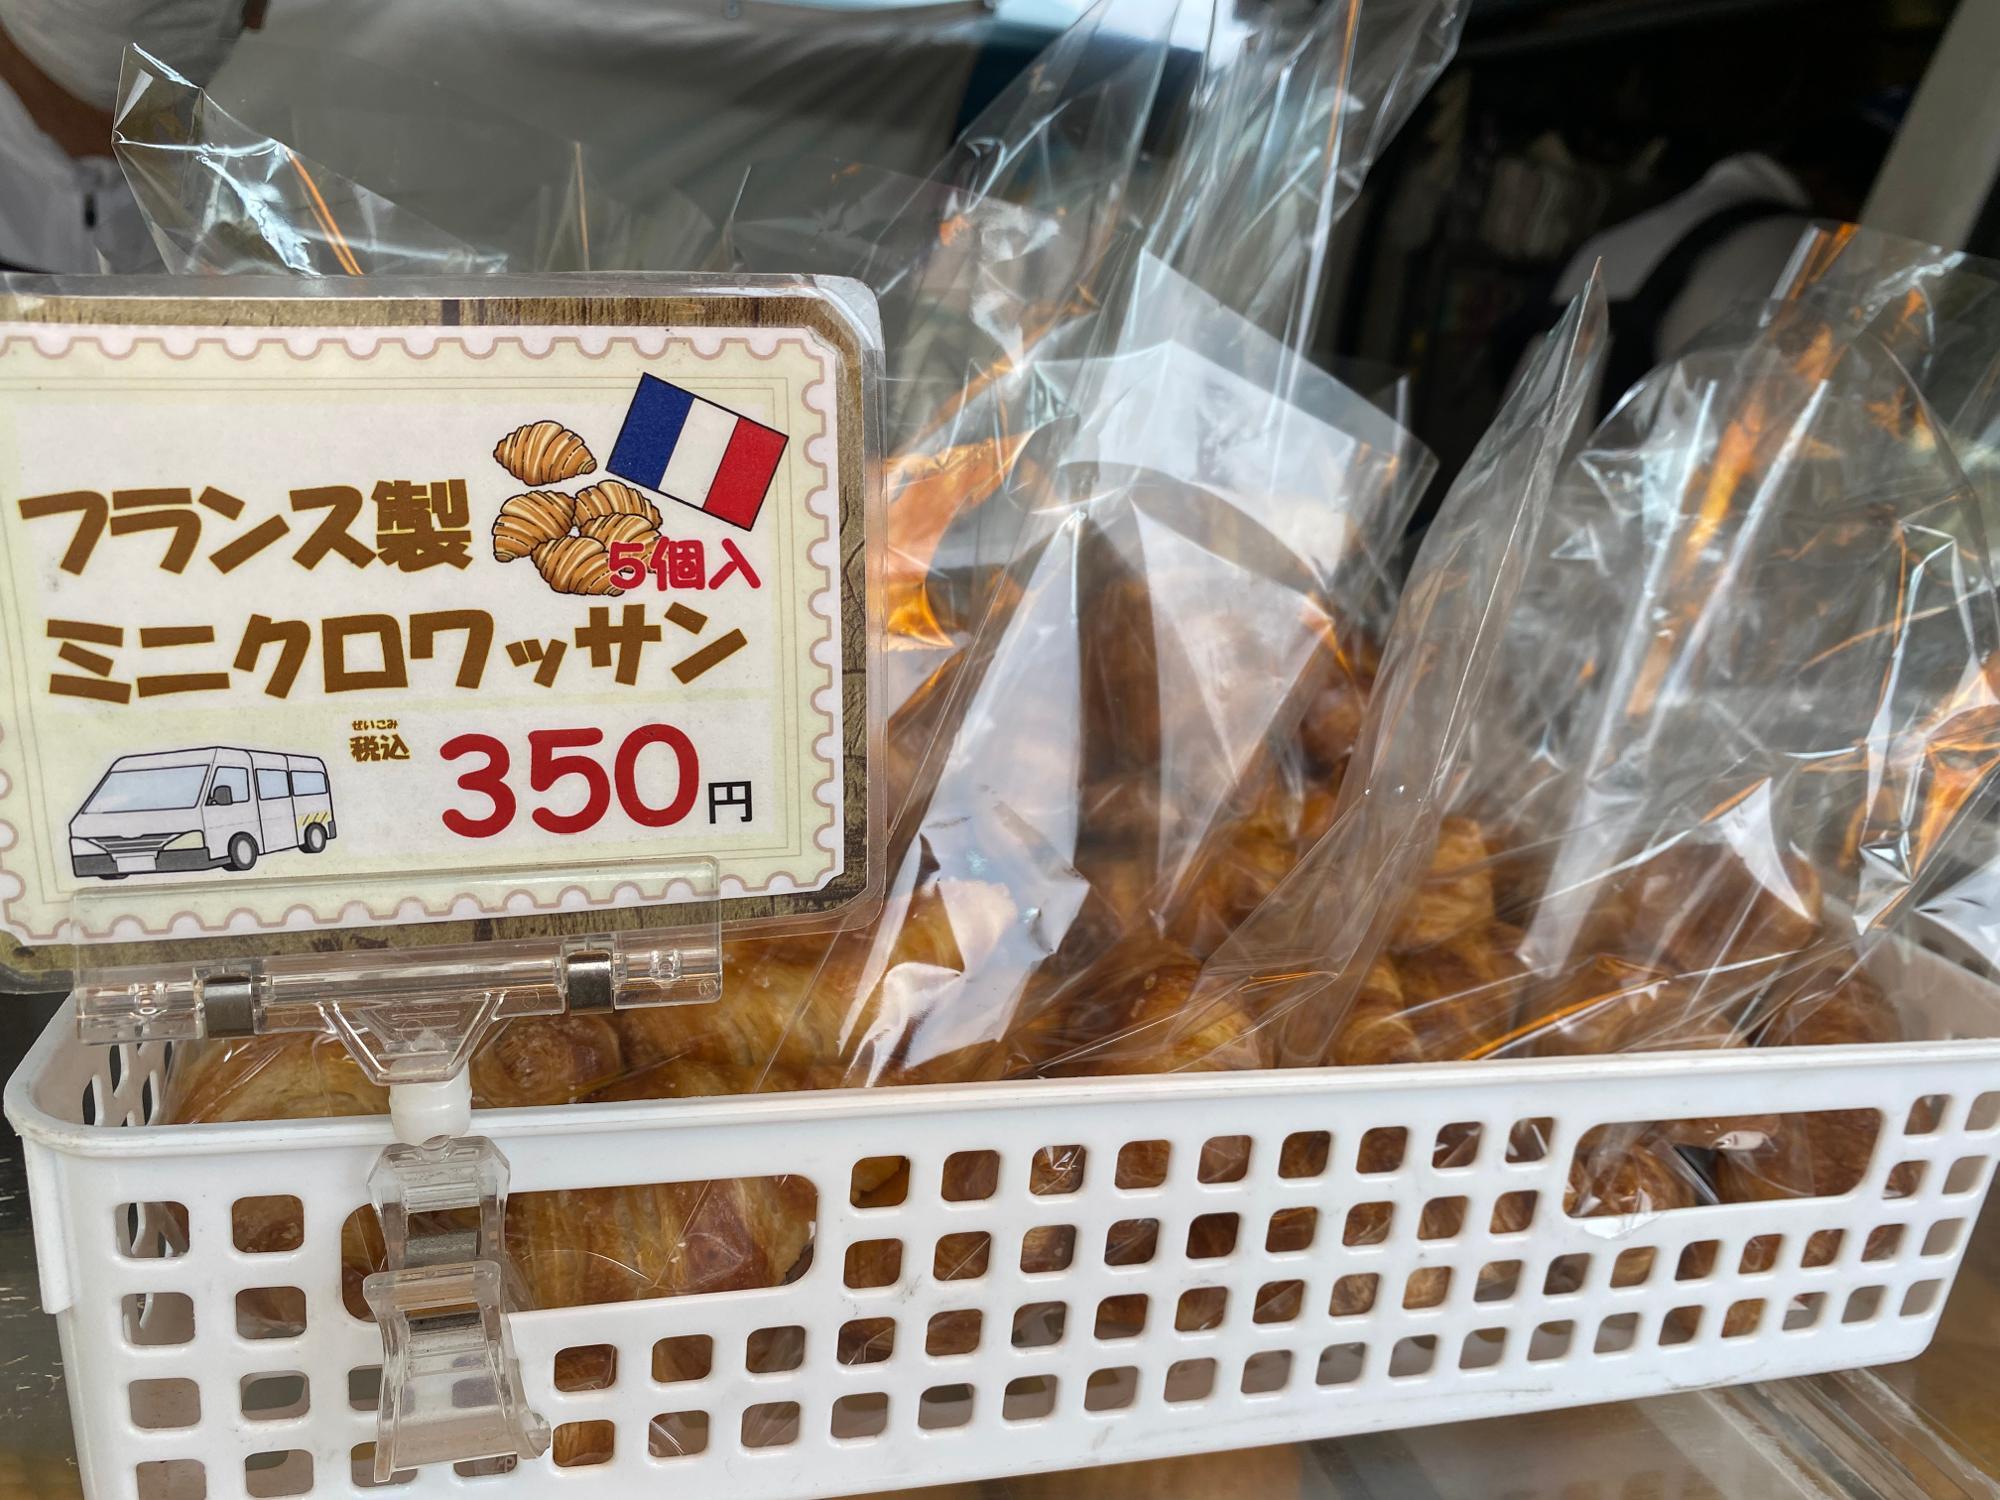 フランス製
5個入
ミニクロワッサン
ぜいこみ
税込
350円